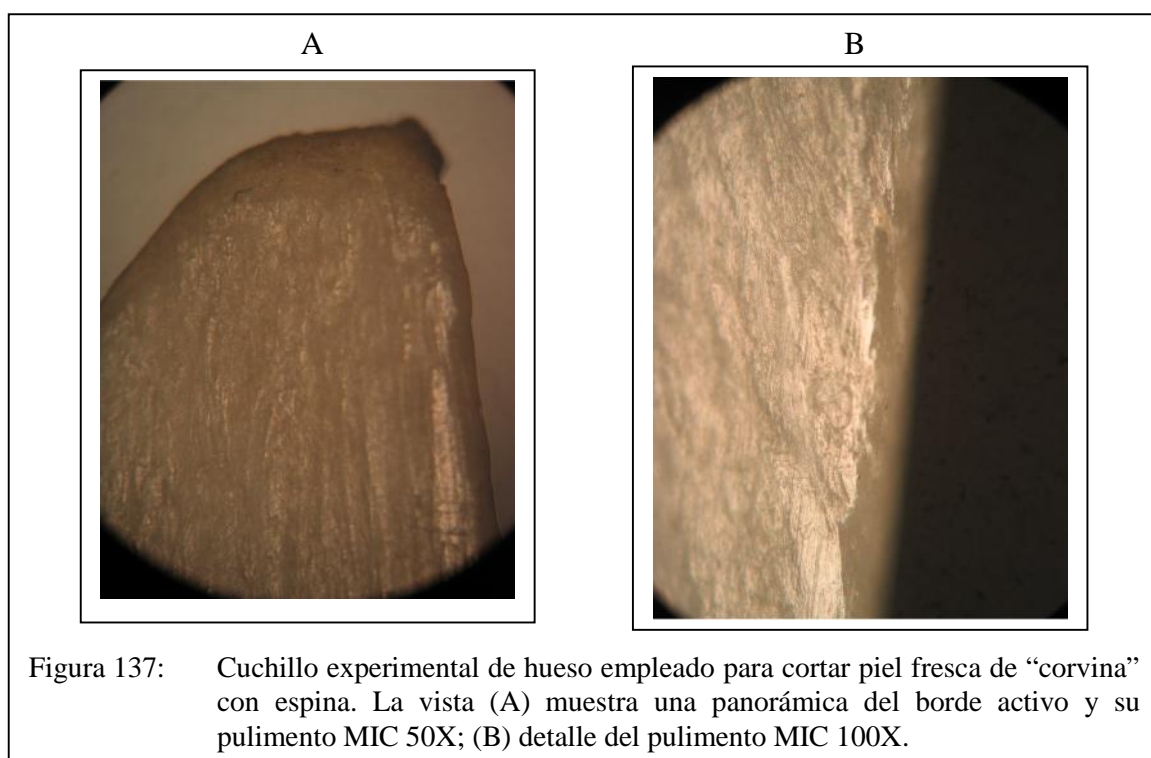 A B
Figura 137: Cuchillo experimental de hueso empleado para cortar piel fresca de “corvina”
con espina. La vista (A) muestra una panorámica del borde activo y su
pulimento MIC 50X; (B) detalle del pulimento MIC 100X.